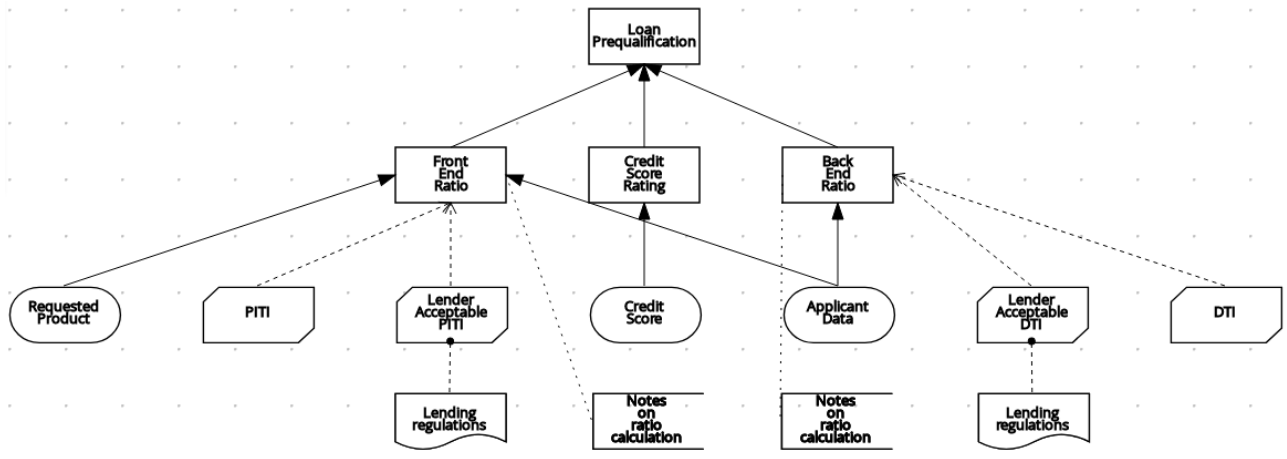 Loan
Prequalification
Front
End
Ratio
Credit
Score
Rating
Back
End
Ratio
Requested
Product
PITI
Lender
Acceptable
PITI
Credit
Score
Applicant
Data
Lender
Acceptable
DTI
DTI
Lending
regulations
Notes
on
ratio
calculation
Notes
on
ratio
calculation
Lending
regulations